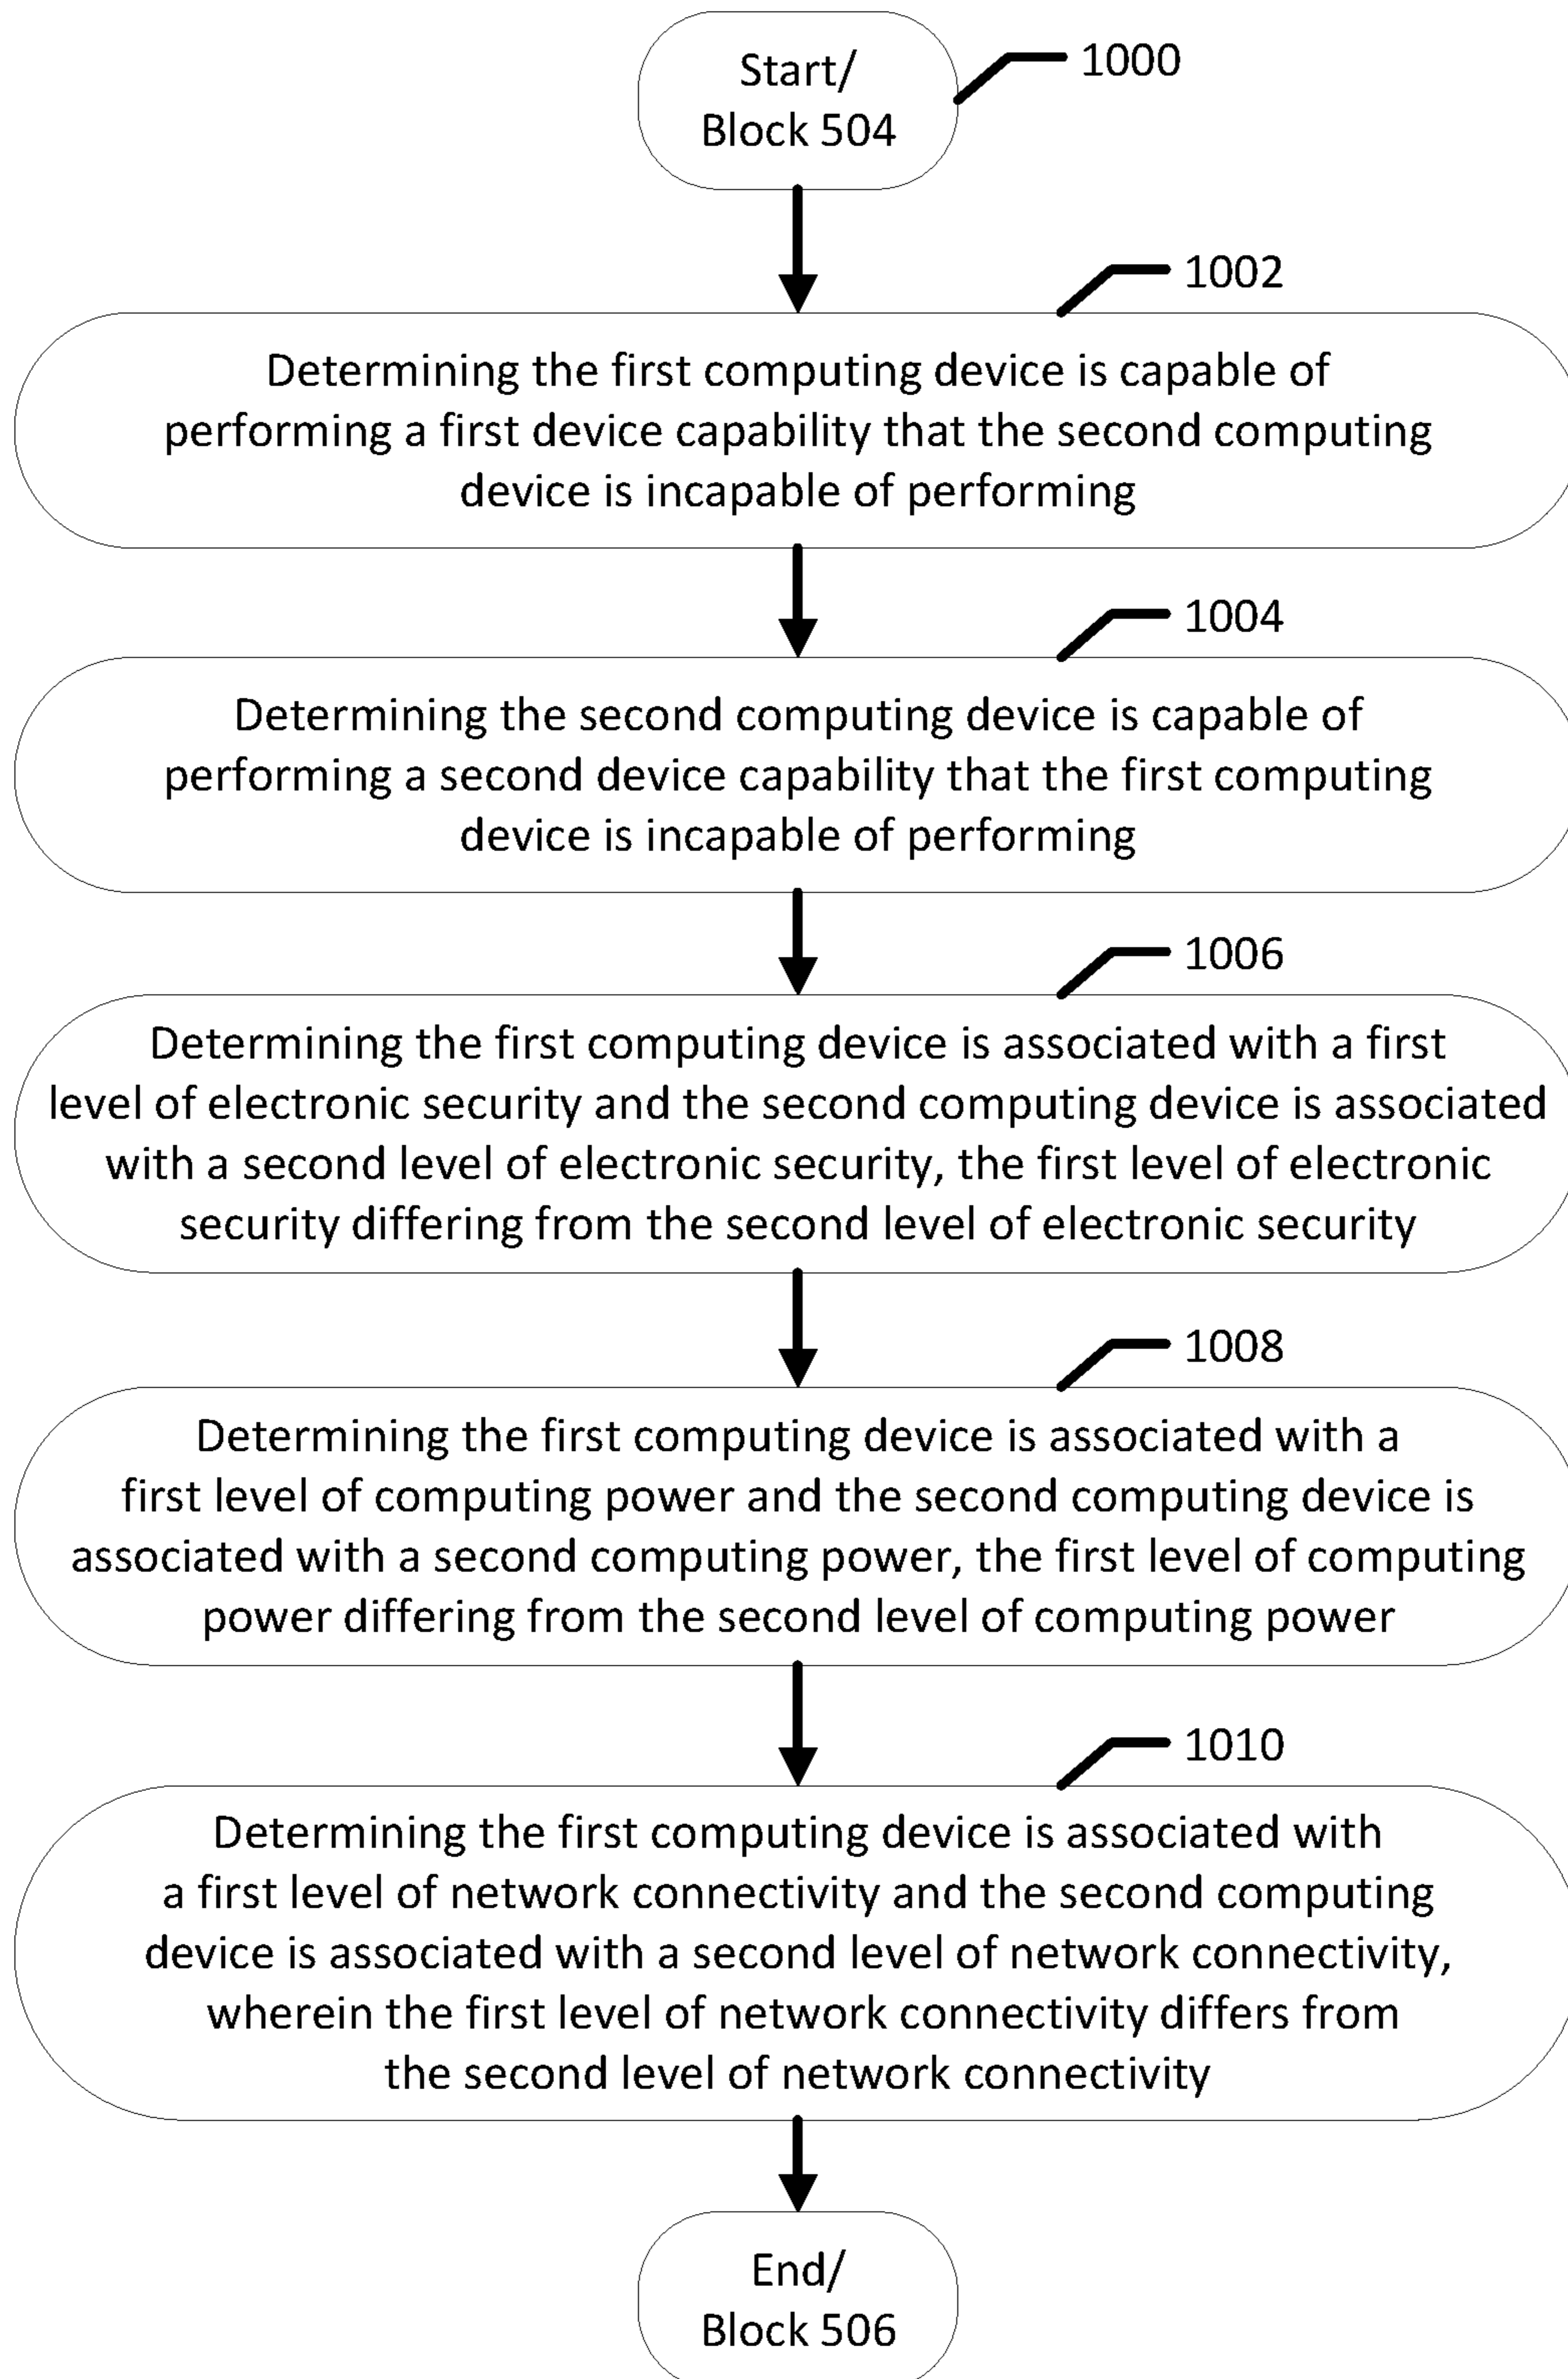 Start/
Block 504
1000
1002
Determining the first computing device is capable of
performing a first device capability that the second computing
device is incapable of performing
1004
Determining the second computing device is capable of
performing a second device capability that the first computing
device is incapable of performing
1006
Determining the first computing device is associated with a first
level of electronic security and the second computing device is associated
with a second level of electronic security, the first level of electronic
security differing from the second level of electronic security
1008
Determining the first computing device is associated with a
first level of computing power and the second computing device is
associated with a second computing power, the first level of computing
power differing from the second level of computing power
1010
Determining the first computing device is associated with
a first level of network connectivity and the second computing
device is associated with a second level of network connectivity,
wherein the first level of network connectivity differs from
the second level of network connectivity
End/
Block 506